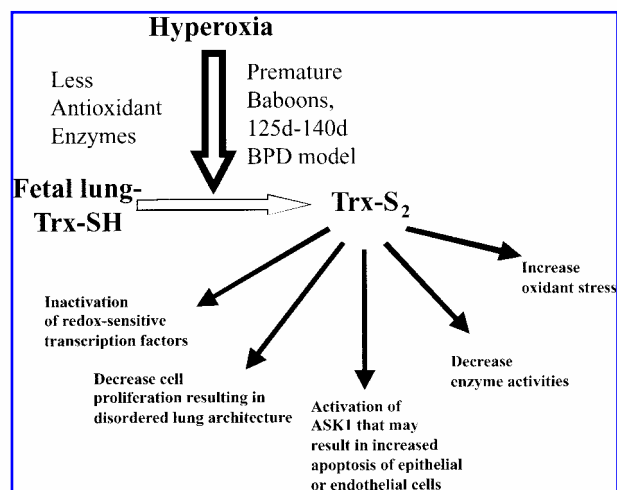 Hyperoxia
Less
Antioxidant
Enzymes
Premature
Baboons,
125d-140d
BPD model
Fetal lung-
Trx-SH
Trx-S₂
Inactivation
of redox-sensitive
transcription factors
Decrease cell
proliferation resulting in
disordered lung architecture
Activation of
ASK1 that may
result in increased
apoptosis of epithelial
or endothelial cells
Decrease
enzyme activities
Increase
oxidant stress